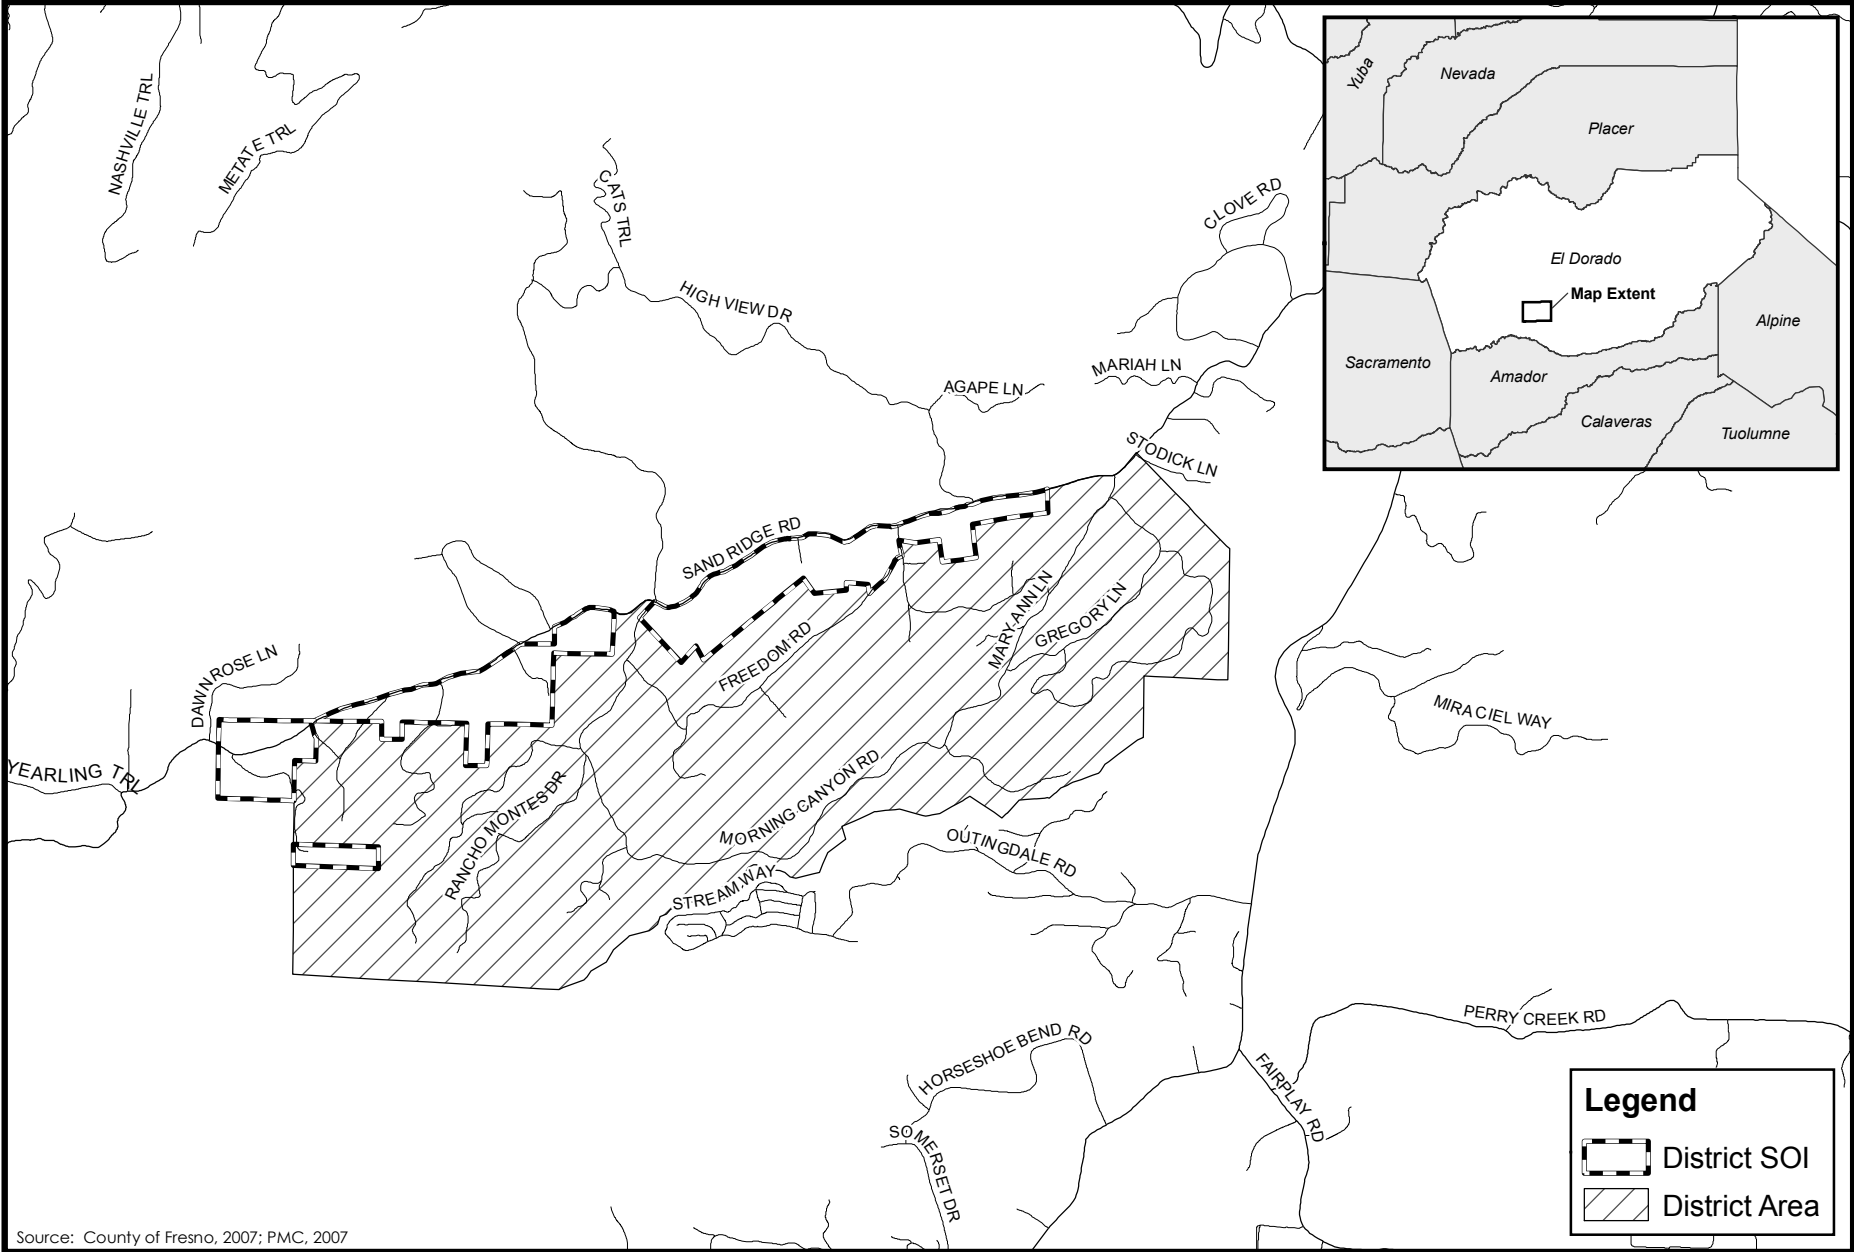 NASHVILLE TRL
METATE TRL
CATS TRL
HIGH VIEW DR
AGAPE LN
MARIAH LN
CLOVE RD
STODICK LN
SAND RIDGE RD
FREEDOM RD
MARY ANN LN
GREGORY LN
DAWN ROSE LN
YEARLING TRL
RANCHO MONTES DR
MORNING CANYON RD
STREAM WAY
OUTINGDALE RD
MIRACIEL WAY
PERRY CREEK RD
HORSESHOE BEND RD
FAIRPLAY RD
SOMERSET DR
Yuba
Nevada
Placer
El Dorado
Map Extent
Alpine
Sacramento
Amador
Calaveras
Tuolumne
Legend
District SOI
District Area
Source: County of Fresno, 2007; PMC, 2007